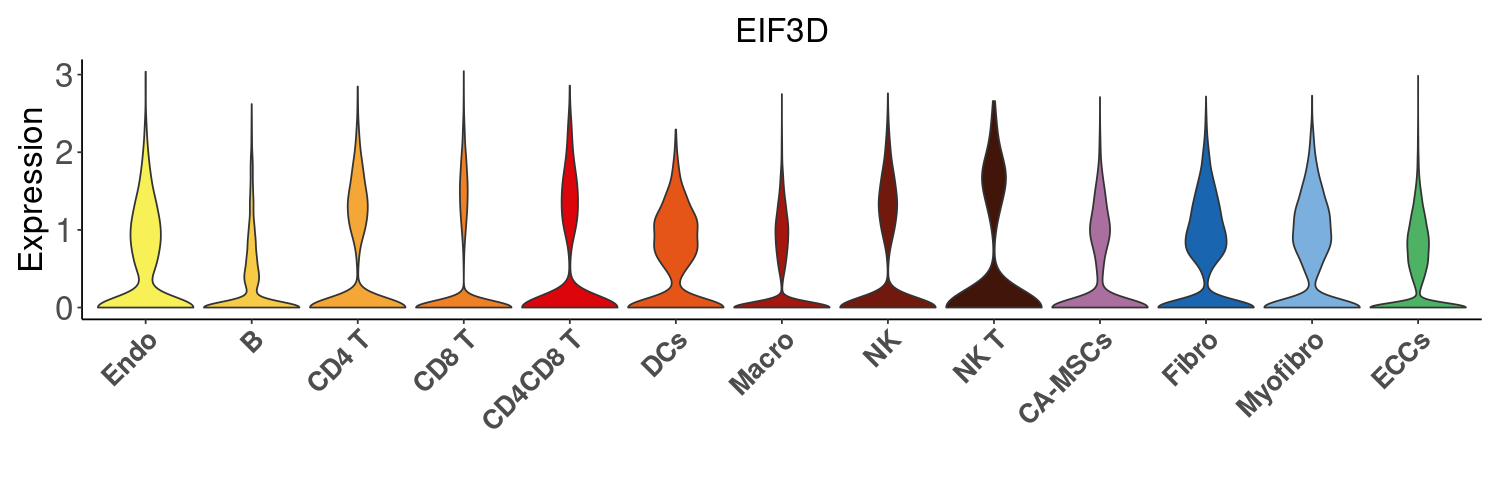 EIF3D
Expression
3
2
1
0
Endo
B
CD4 T
CD8 T
CD4CD8 T
DCs
Macro
NK
NK T
CA-MSCs
Fibro
Myofibro
ECCs